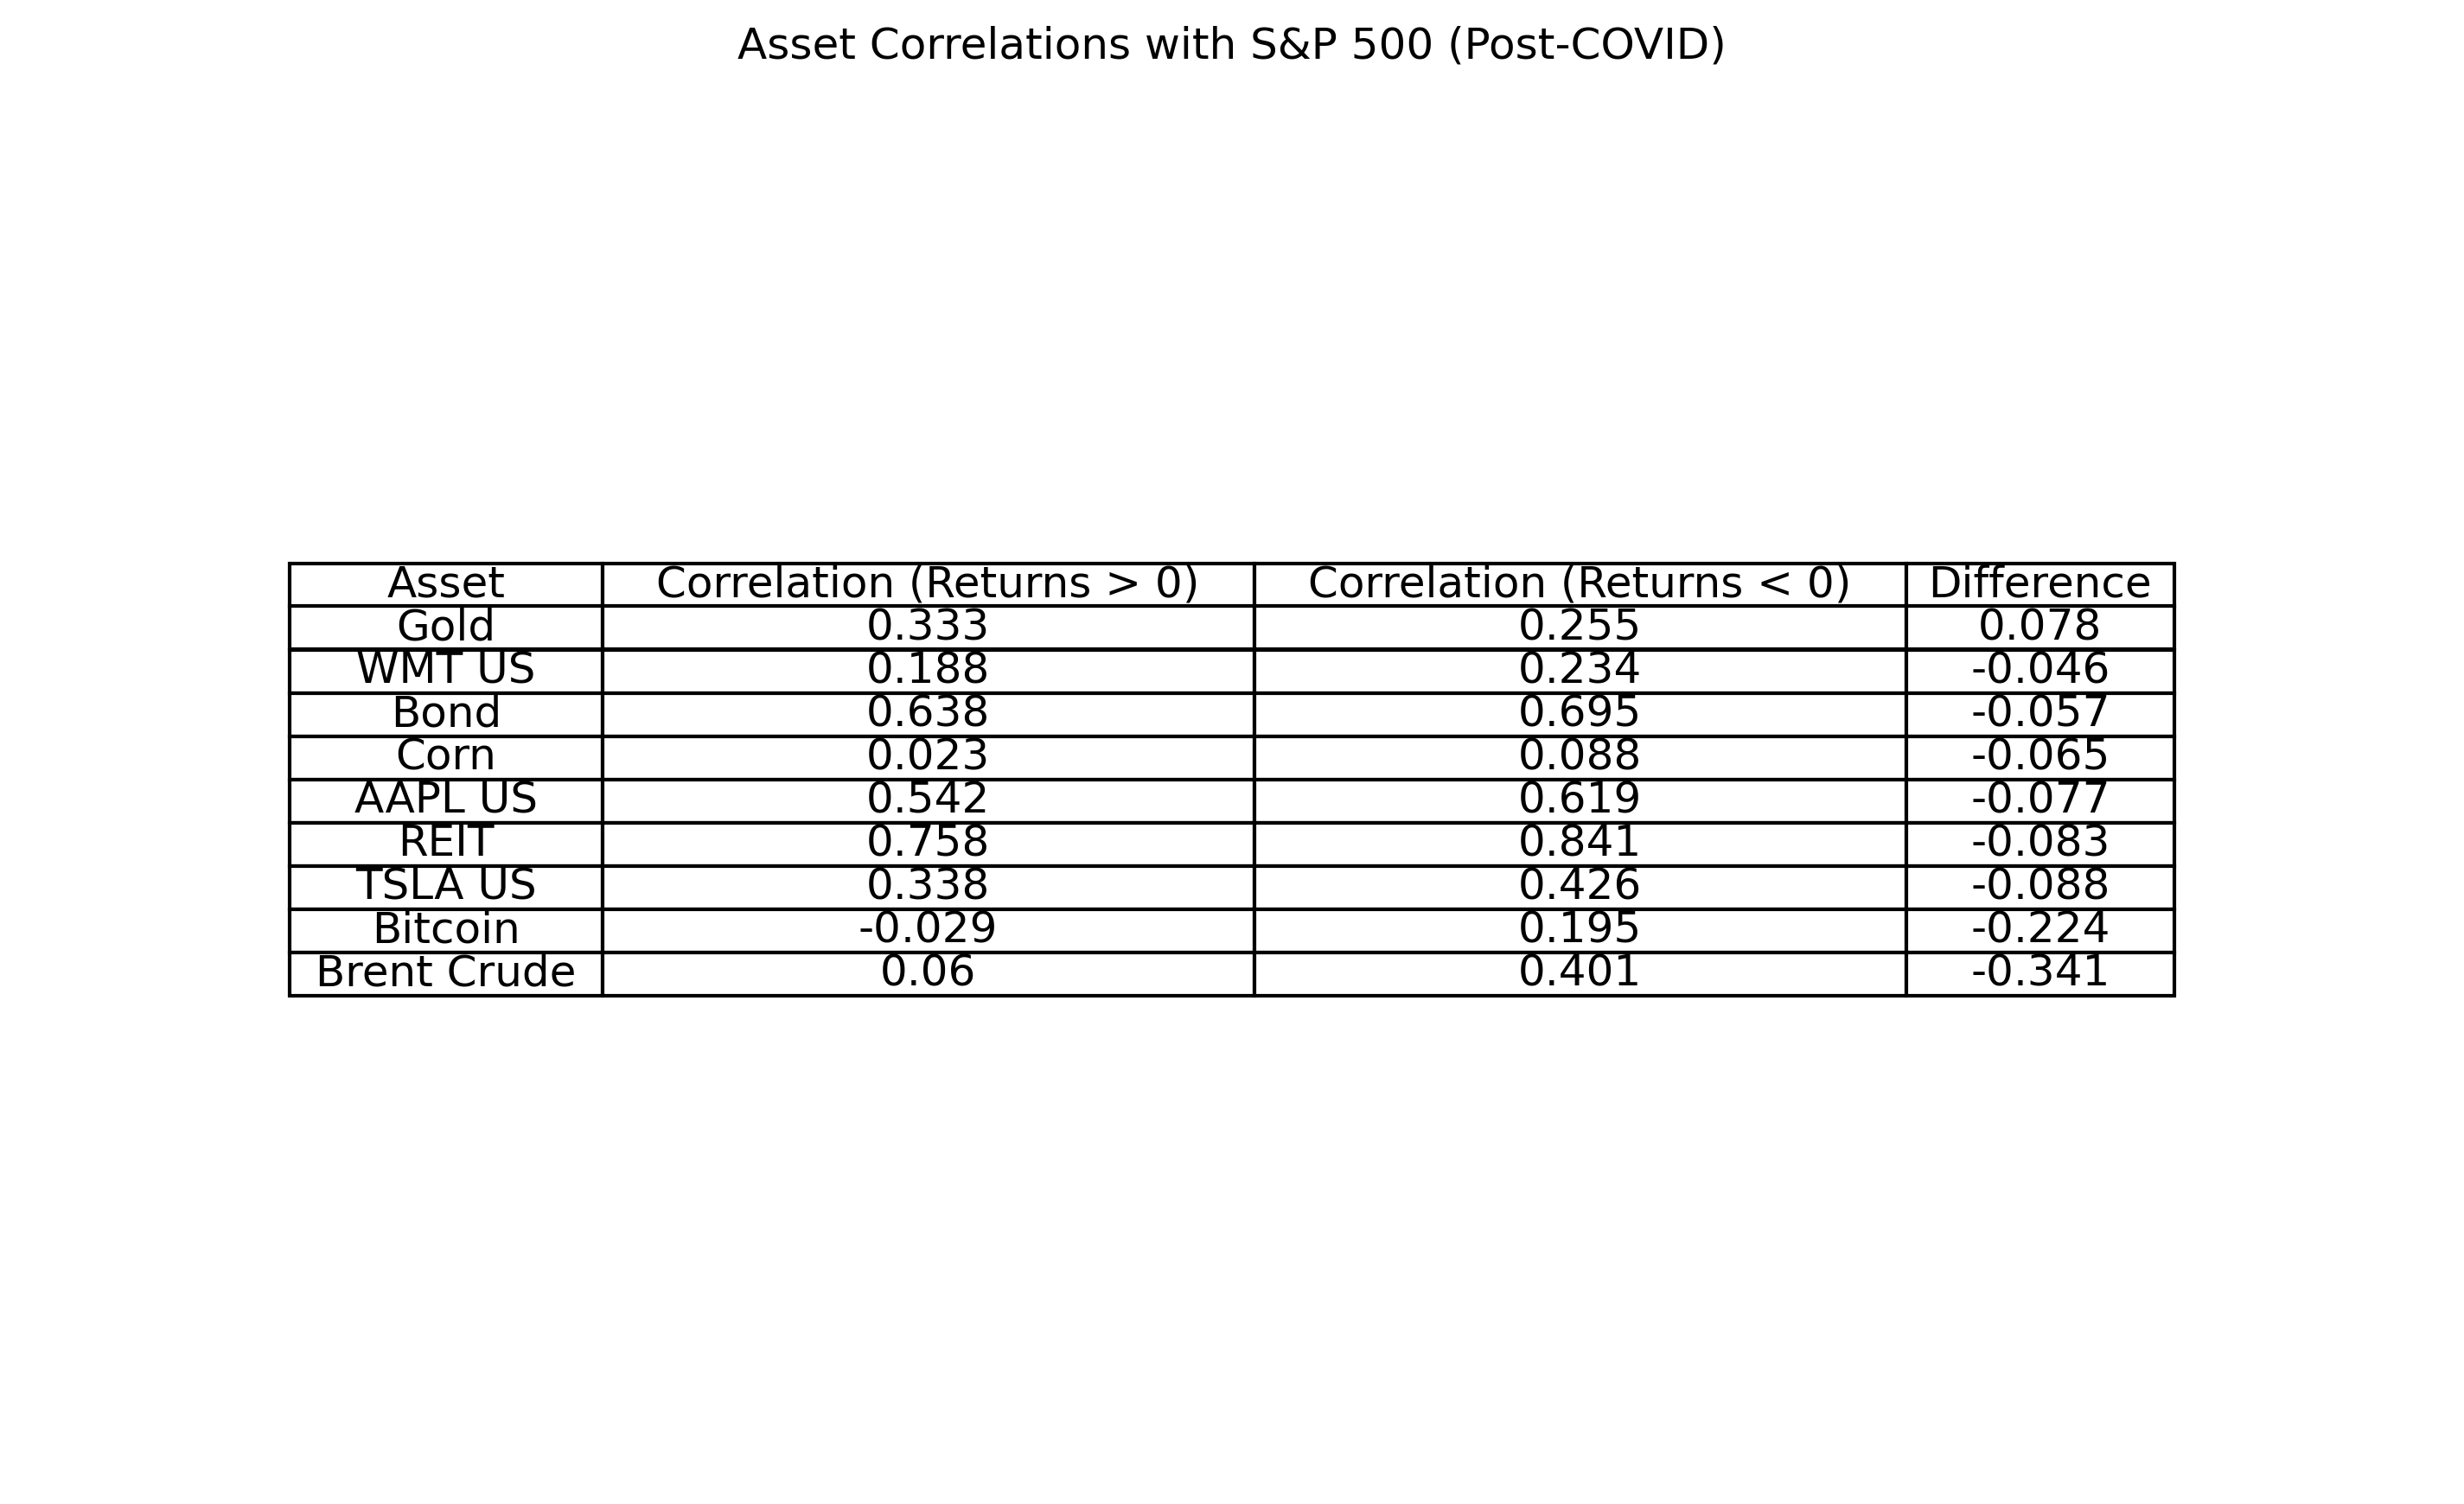 Asset Correlations with S&P 500 (Post-COVID)
Asset Correlation (Returns > 0) Correlation (Returns < 0) Difference
Gold 0.333 0.255 0.078
WMT US 0.188 0.234 -0.046
Bond 0.638 0.695 -0.057
Corn 0.023 0.088 -0.065
AAPL US 0.542 0.619 -0.077
REIT 0.758 0.841 -0.083
TSLA US 0.338 0.426 -0.088
Bitcoin -0.029 0.195 -0.224
Brent Crude 0.06 0.401 -0.341